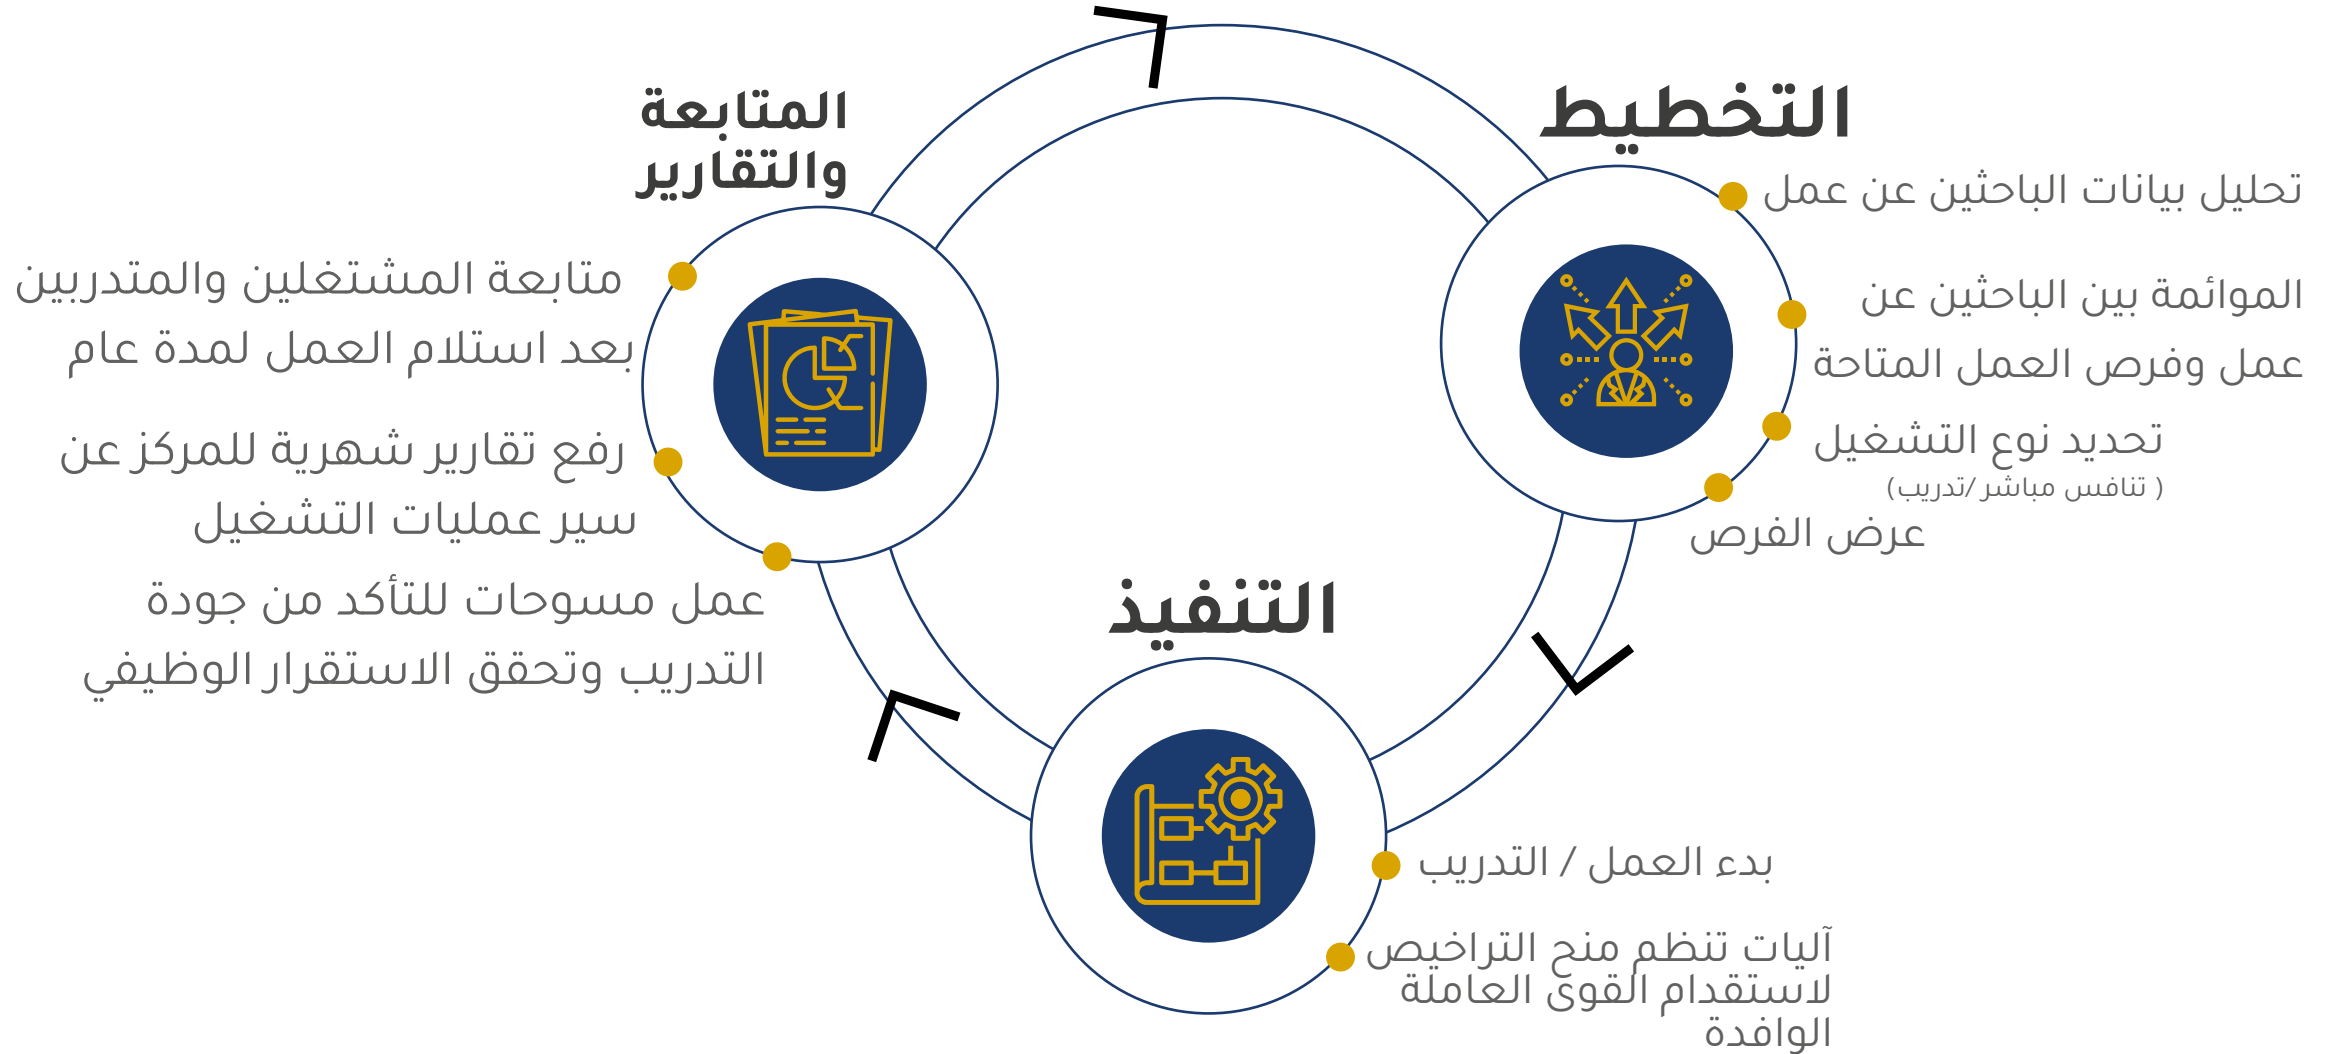 التخطيط
تحليل بيانات الباحثين عن عمل
الموائمة بين الباحثين عن
عمل وفرص العمل المتاحة
تحديد نوع التشغيل
( تنافس مباشر /تدريب)
عرض الفرص
التنفيذ
بدء العمل / التدريب
آليات تنظم منح التراخيص
لاستقدام القوى العاملة
الوافدة
المتابعة
والتقارير
متابعة المشتغلين والمتدربين
بعد استلام العمل لمدة عام
رفع تقارير شهرية للمركز عن
سير عمليات التشغيل
عمل مسوحات للتأكد من جودة
التدريب وتحقق الاستقرار الوظيفي